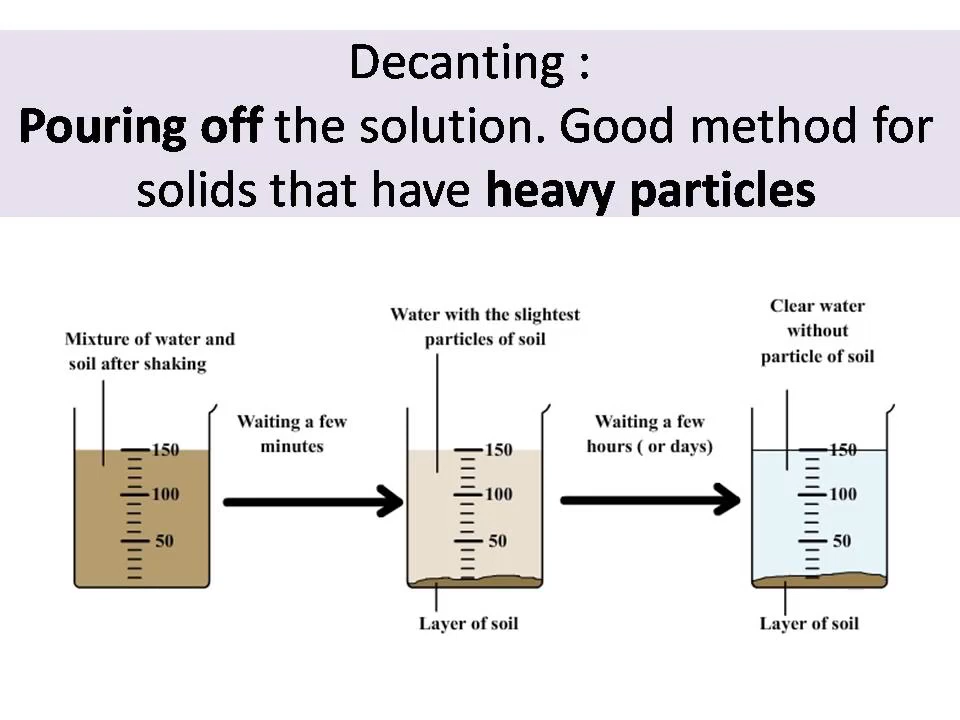 Decanting :
Pouring off the solution. Good method for
solids that have heavy particles
Mixture of water and
soil after shaking
Waiting a few
minutes
Water with the slightest
particles of soil
Waiting a few
hours ( or days)
Clear water
without
particle of soil
150
100
50
150
100
50
150
100
50
Layer of soil
Layer of soil